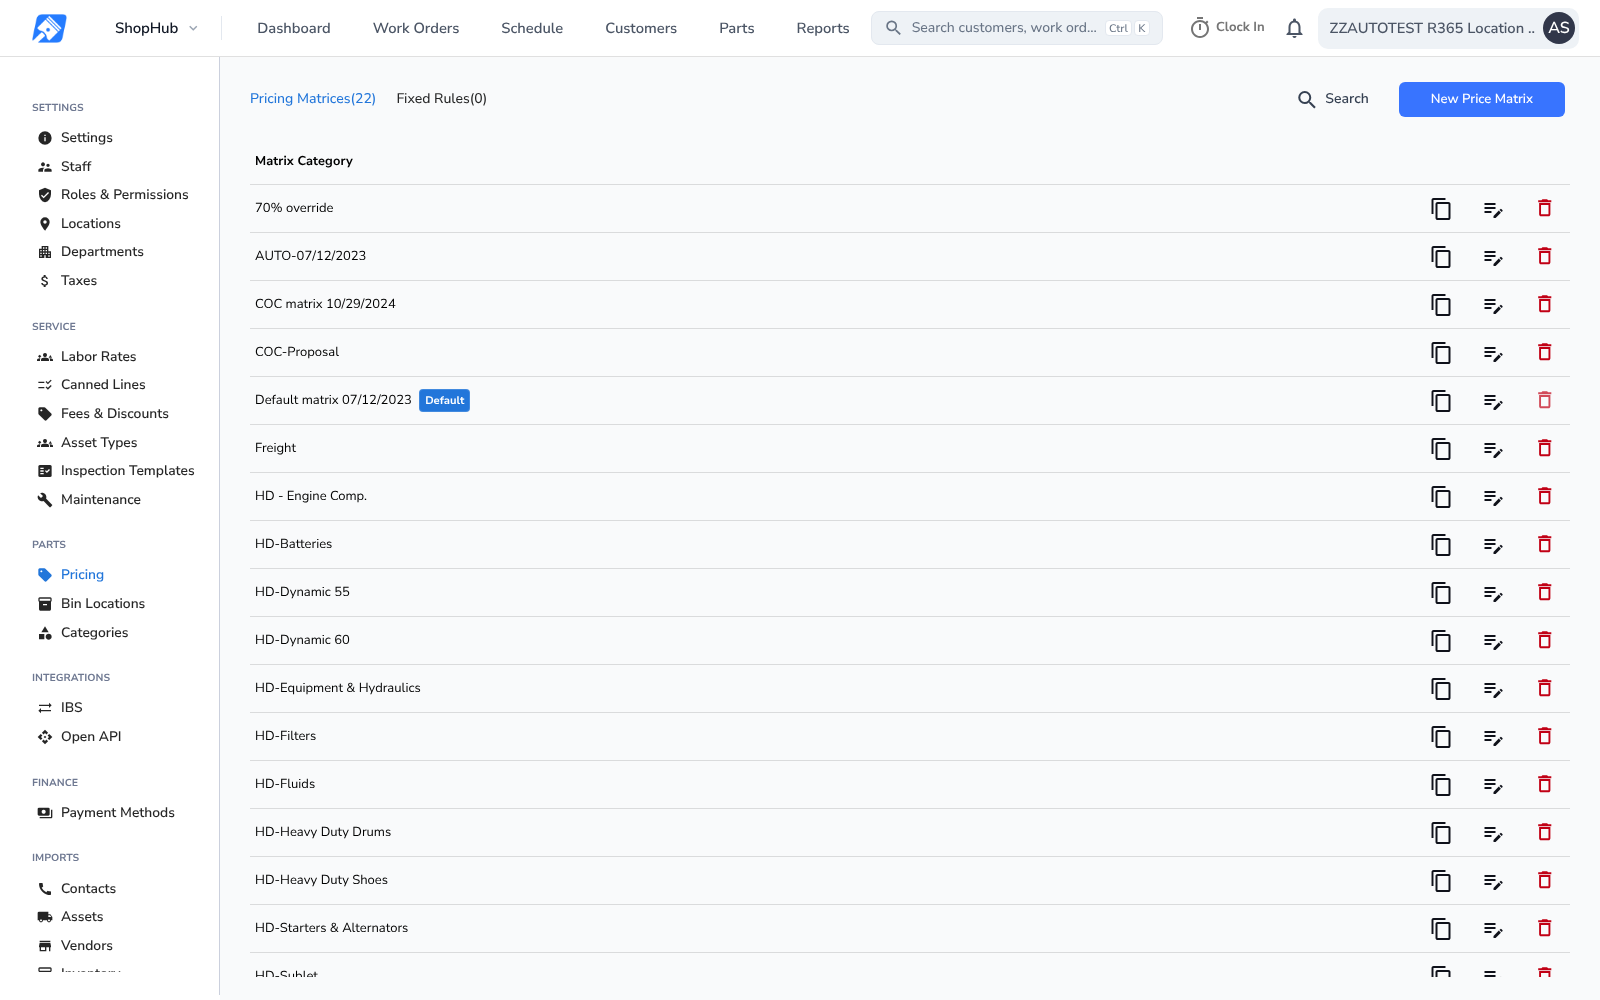 ShopHub
Dashboard
Work Orders
Schedule
Customers
Parts
Reports
Search customers, work ord...
Ctrl
K
Clock In
ZZAUTOTEST R365 Location ..
AS
SETTINGS
Settings
Staff
Roles & Permissions
Locations
Departments
Taxes
SERVICE
Labor Rates
Canned Lines
Fees & Discounts
Asset Types
Inspection Templates
Maintenance
PARTS
Pricing
Bin Locations
Categories
INTEGRATIONS
IBS
Open API
FINANCE
Payment Methods
IMPORTS
Contacts
Assets
Vendors
Inventory
Pricing Matrices(22)
Fixed Rules(0)
Search
New Price Matrix
Matrix Category
70% override
AUTO-07/12/2023
COC matrix 10/29/2024
COC-Proposal
Default matrix 07/12/2023 Default
Freight
HD - Engine Comp.
HD-Batteries
HD-Dynamic 55
HD-Dynamic 60
HD-Equipment & Hydraulics
HD-Filters
HD-Fluids
HD-Heavy Duty Drums
HD-Heavy Duty Shoes
HD-Starters & Alternators
HD-Sublet